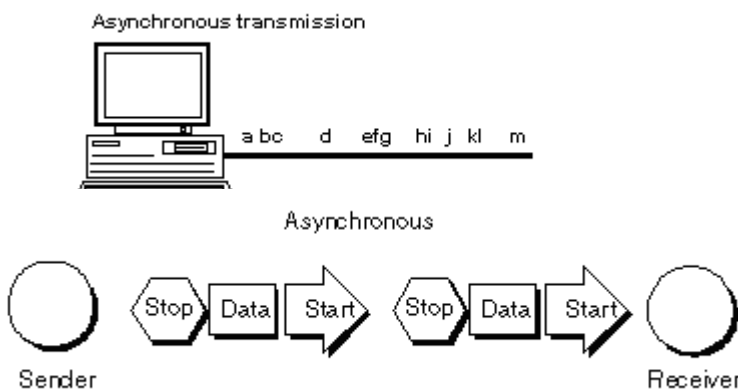 Asynchronous transmission
a bc d efg hi j kl m
Asynchronous
Stop Data Start Stop Data Start
Sender Receiver